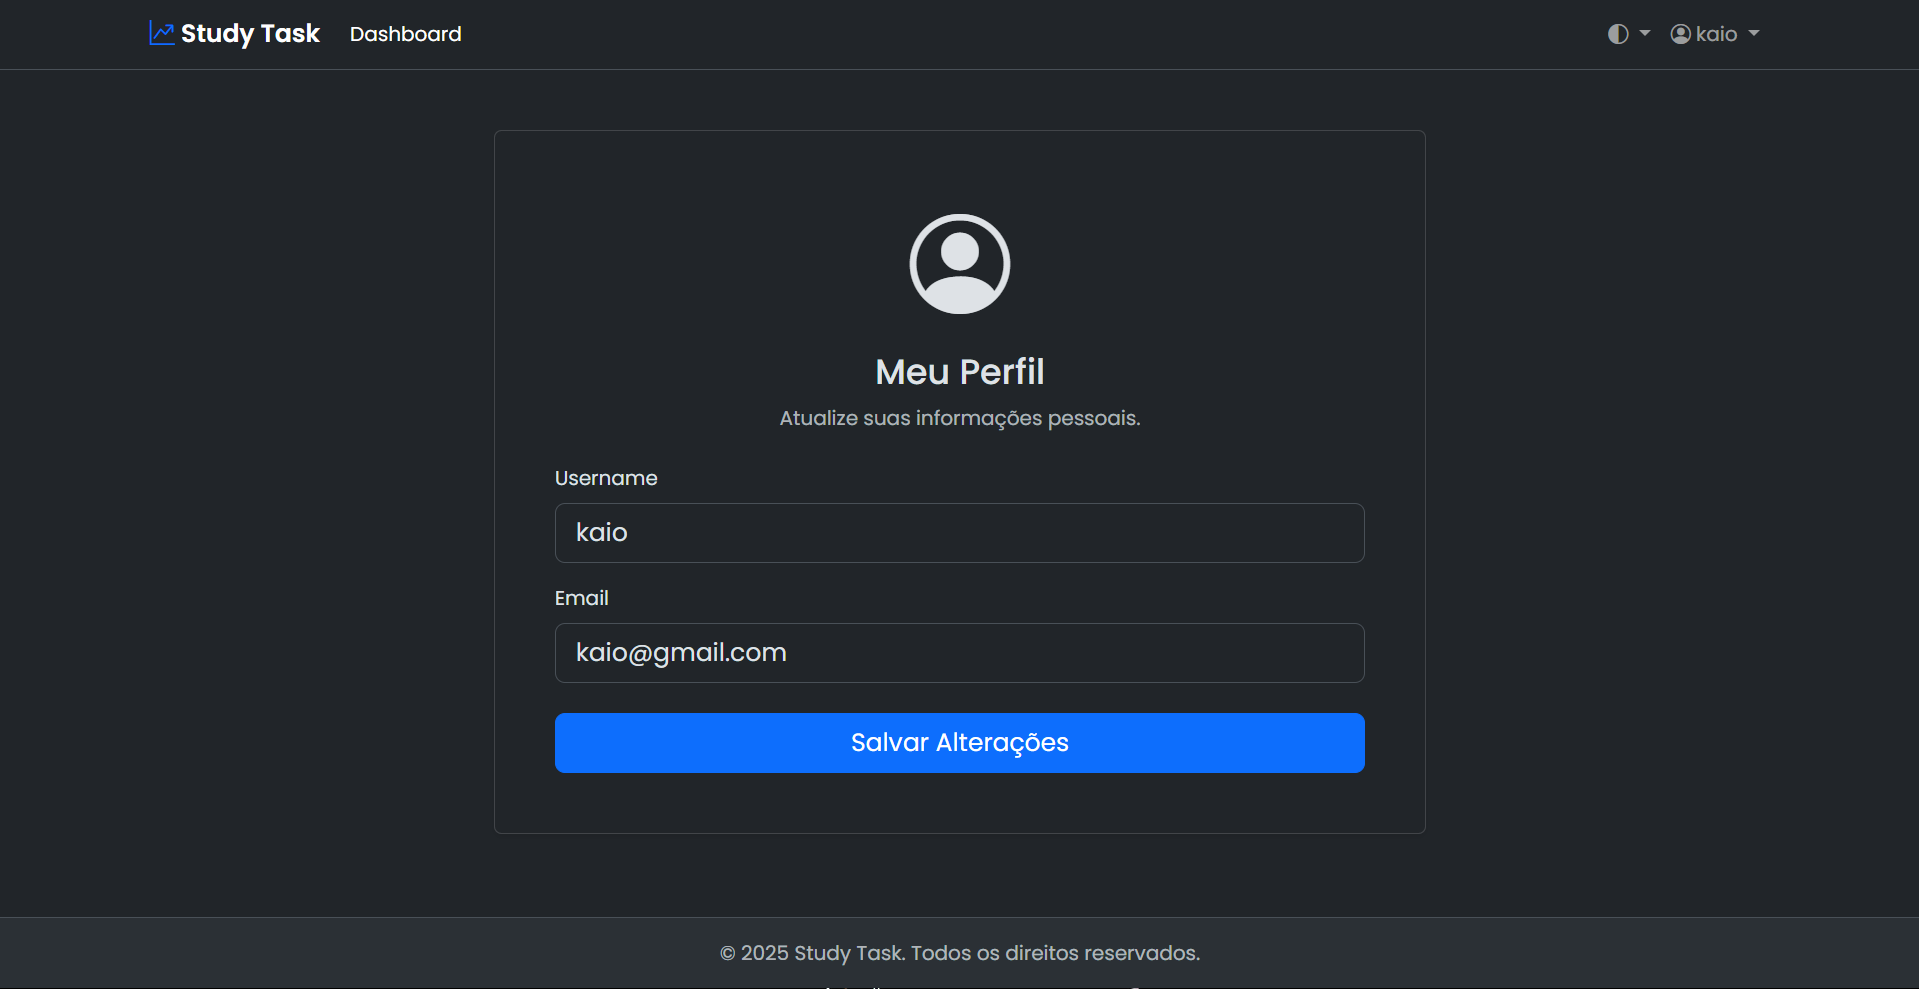 Study Task
Dashboard
kaio
Meu Perfil
Atualize suas informações pessoais.
Username
kaio
Email
kaio@gmail.com
Salvar Alterações
© 2025 Study Task. Todos os direitos reservados.